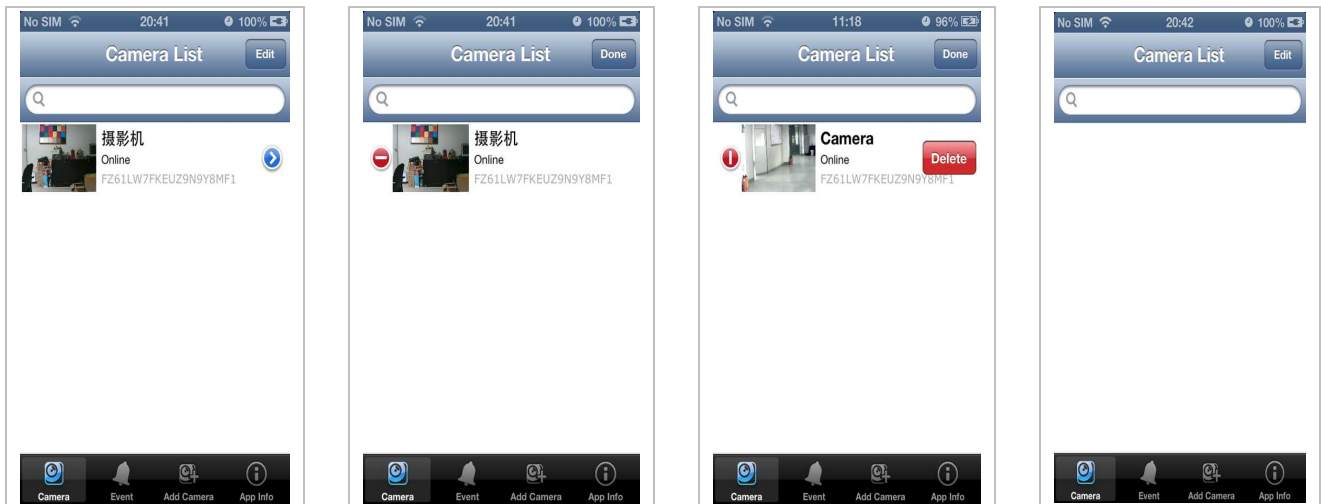 No SIM 20:41 100%
Camera List Edit
摄影机
Online
FZ61LW7FKEUZ9N9Y8MF1
Camera Event Add Camera App Info
No SIM 20:41 100%
Camera List Done
摄影机
Online
FZ61LW7FKEUZ9N9Y8MF1
Camera Event Add Camera App Info
No SIM 11:18 96%
Camera List Done
Camera
Online Delete
FZ61LW7FKEUZ9N9Y8MF1
Camera Event Add Camera App Info
No SIM 20:42 100%
Camera List Edit
Camera Event Add Camera App Info